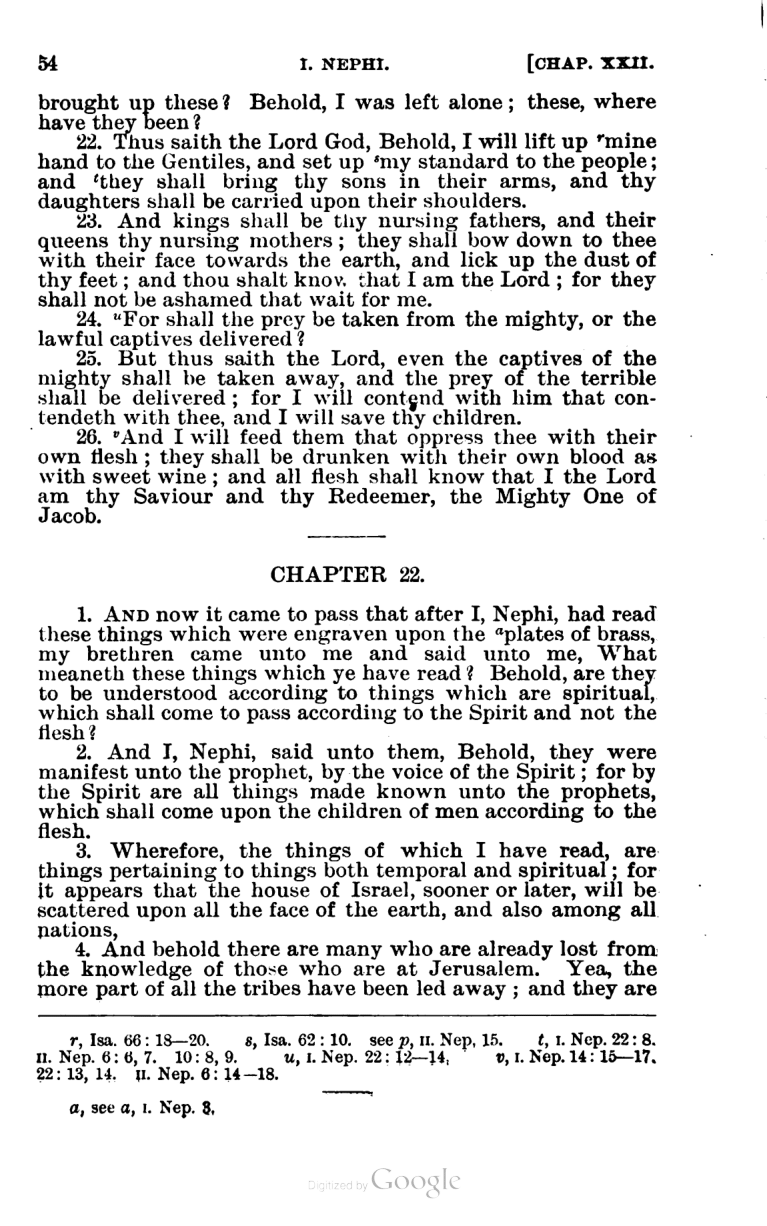 54 I. NEPHI. [CHAP. XXII.
brought up these? Behold, I was left alone; these, where
have they been?
22. Thus saith the Lord God, Behold, I will lift up ʳmine
hand to the Gentiles, and set up ˢmy standard to the people;
and ᵗthey shall bring thy sons in their arms, and thy
daughters shall be carried upon their shoulders.
23. And kings shall be thy nursing fathers, and their
queens thy nursing mothers; they shall bow down to thee
with their face towards the earth, and lick up the dust of
thy feet; and thou shalt know that I am the Lord; for they
shall not be ashamed that wait for me.
24. ᵘFor shall the prey be taken from the mighty, or the
lawful captives delivered?
25. But thus saith the Lord, even the captives of the
mighty shall be taken away, and the prey of the terrible
shall be delivered; for I will contend with him that con-
tendeth with thee, and I will save thy children.
26. ᵛAnd I will feed them that oppress thee with their
own flesh; they shall be drunken with their own blood as
with sweet wine; and all flesh shall know that I the Lord
am thy Saviour and thy Redeemer, the Mighty One of
Jacob.
CHAPTER 22.
1. AND now it came to pass that after I, Nephi, had read
these things which were engraven upon the ᵃplates of brass,
my brethren came unto me and said unto me, What
meaneth these things which ye have read? Behold, are they
to be understood according to things which are spiritual,
which shall come to pass according to the Spirit and not the
flesh?
2. And I, Nephi, said unto them, Behold, they were
manifest unto the prophet, by the voice of the Spirit; for by
the Spirit are all things made known unto the prophets,
which shall come upon the children of men according to the
flesh.
3. Wherefore, the things of which I have read, are
things pertaining to things both temporal and spiritual; for
it appears that the house of Israel, sooner or later, will be
scattered upon all the face of the earth, and also among all
nations,
4. And behold there are many who are already lost from
the knowledge of those who are at Jerusalem. Yea, the
more part of all the tribes have been led away; and they are
r, Isa. 66:18—20. s, Isa. 62:10. see p, II. Nep. 15. t, I. Nep. 22:8.
II. Nep. 6:6, 7. 10:8, 9. u, I. Nep. 22:12—14. v, I. Nep. 14:15—17.
22:13, 14. II. Nep. 6:14—18.
a, see a, I. Nep. 3.
Digitized by Google